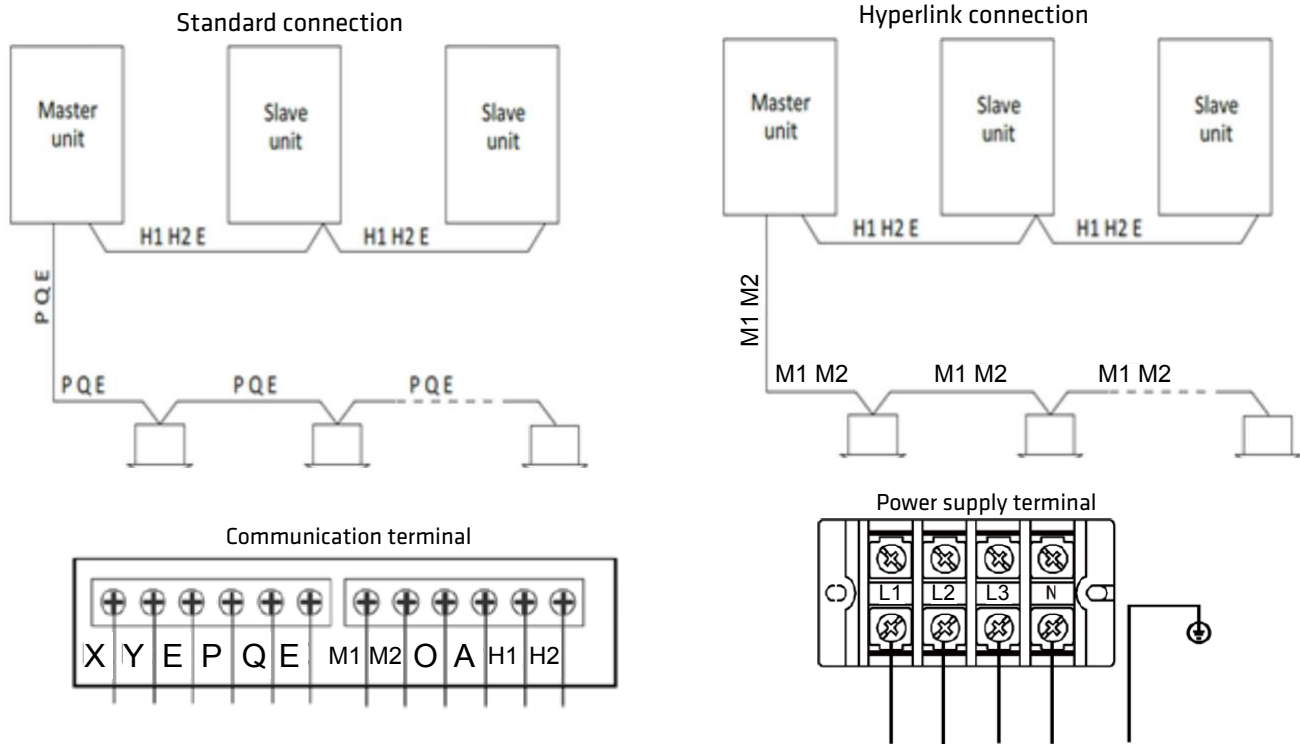 Standard connection
Master
unit
Slave
unit
Slave
unit
H1 H2 E
H1 H2 E
P Q E
P Q E
P Q E
P Q E
Hyperlink connection
Master
unit
Slave
unit
Slave
unit
H1 H2 E
H1 H2 E
M1 M2
M1 M2
M1 M2
M1 M2
Communication terminal
X Y E P Q E M1 M2 O A H1 H2
Power supply terminal
L1 L2 L3 N